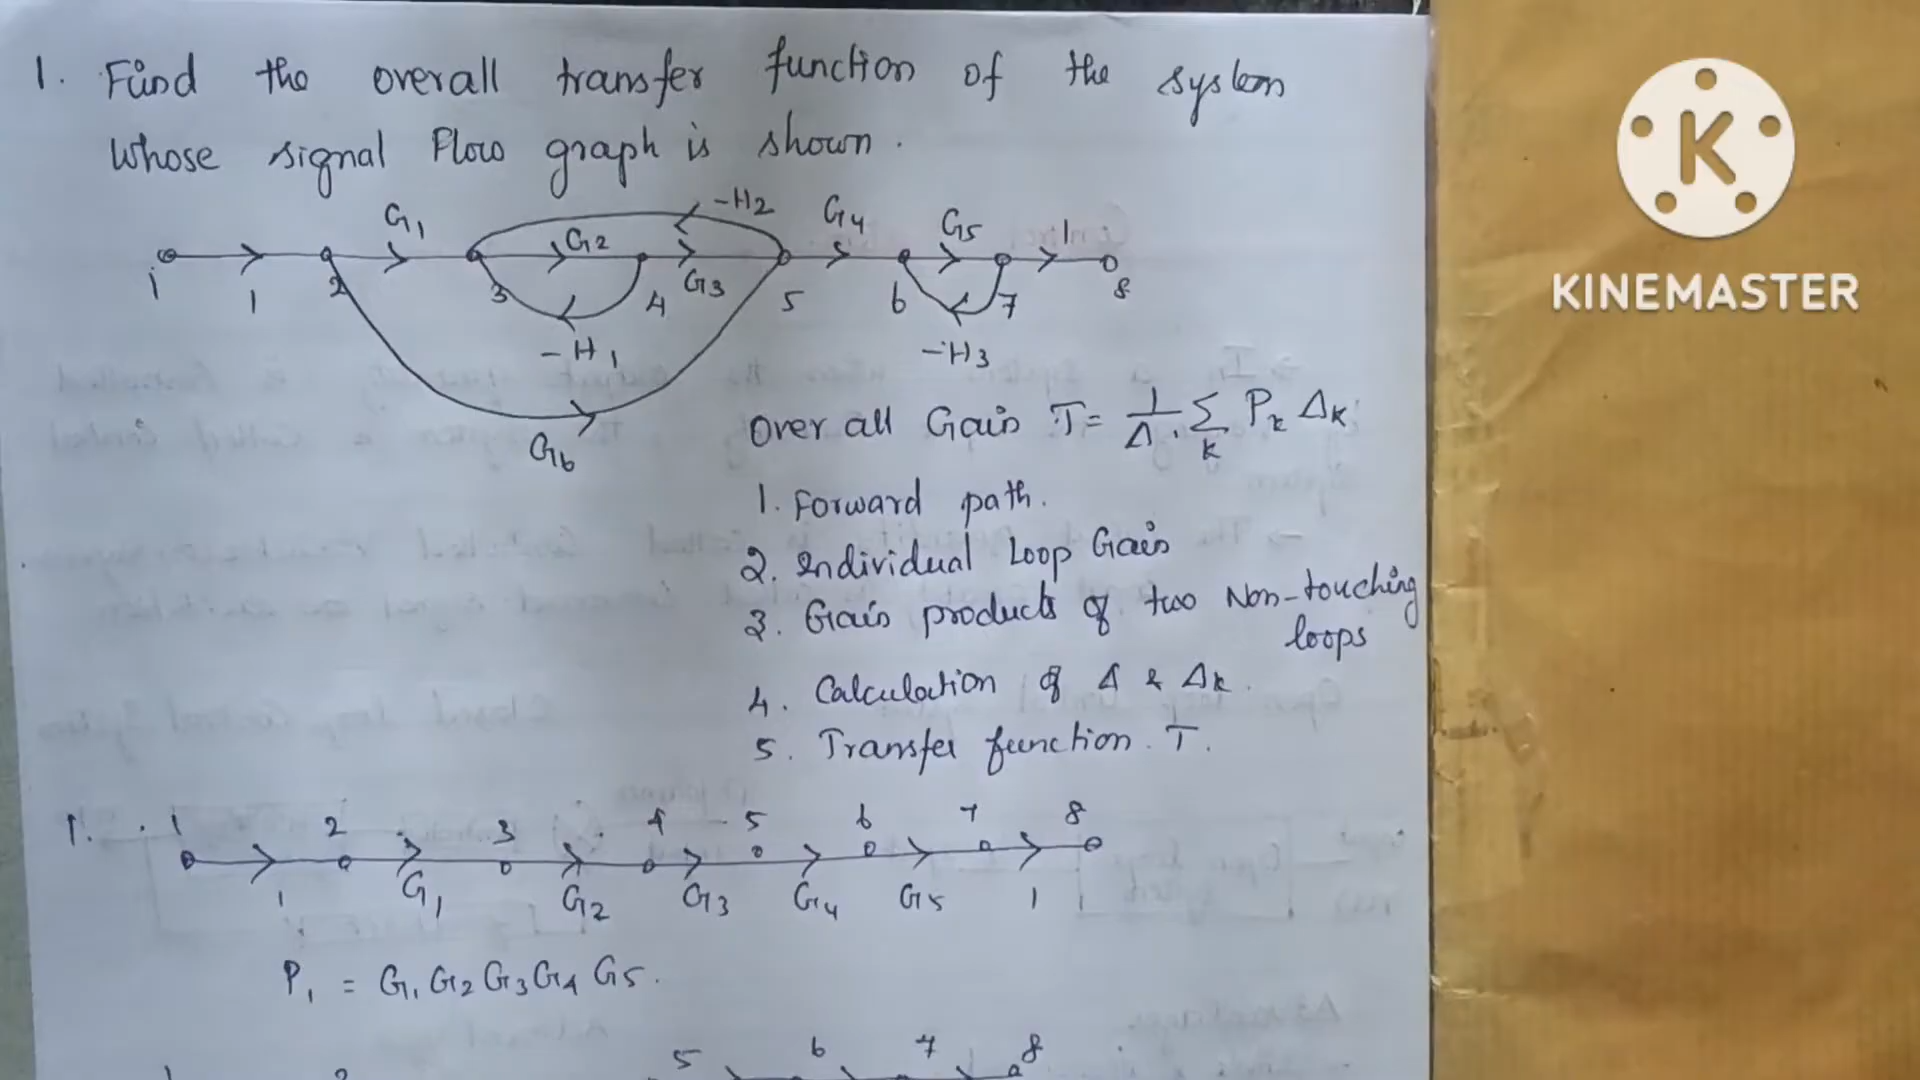 1. Find the overall transfer function of the system
whose signal flow graph is shown.
G1 G2 -H2 G4 G5 1
1 1 2 3 4 G3 5 6 7 8
-H1 -H3
G6
Over all Gain T = 1/Δ . Σ Pk Δk
k
1. Forward path.
2. Individual Loop Gain
3. Gain products of two Non-touching
loops
4. Calculation of Δ & Δk.
5. Transfer function T.
1. 1 2 3 4 5 6 7 8
1 G1 G2 G3 G4 G5 1
P1 = G1 G2 G3 G4 G5.
5 6 7 8
1 2
K
KINEMASTER